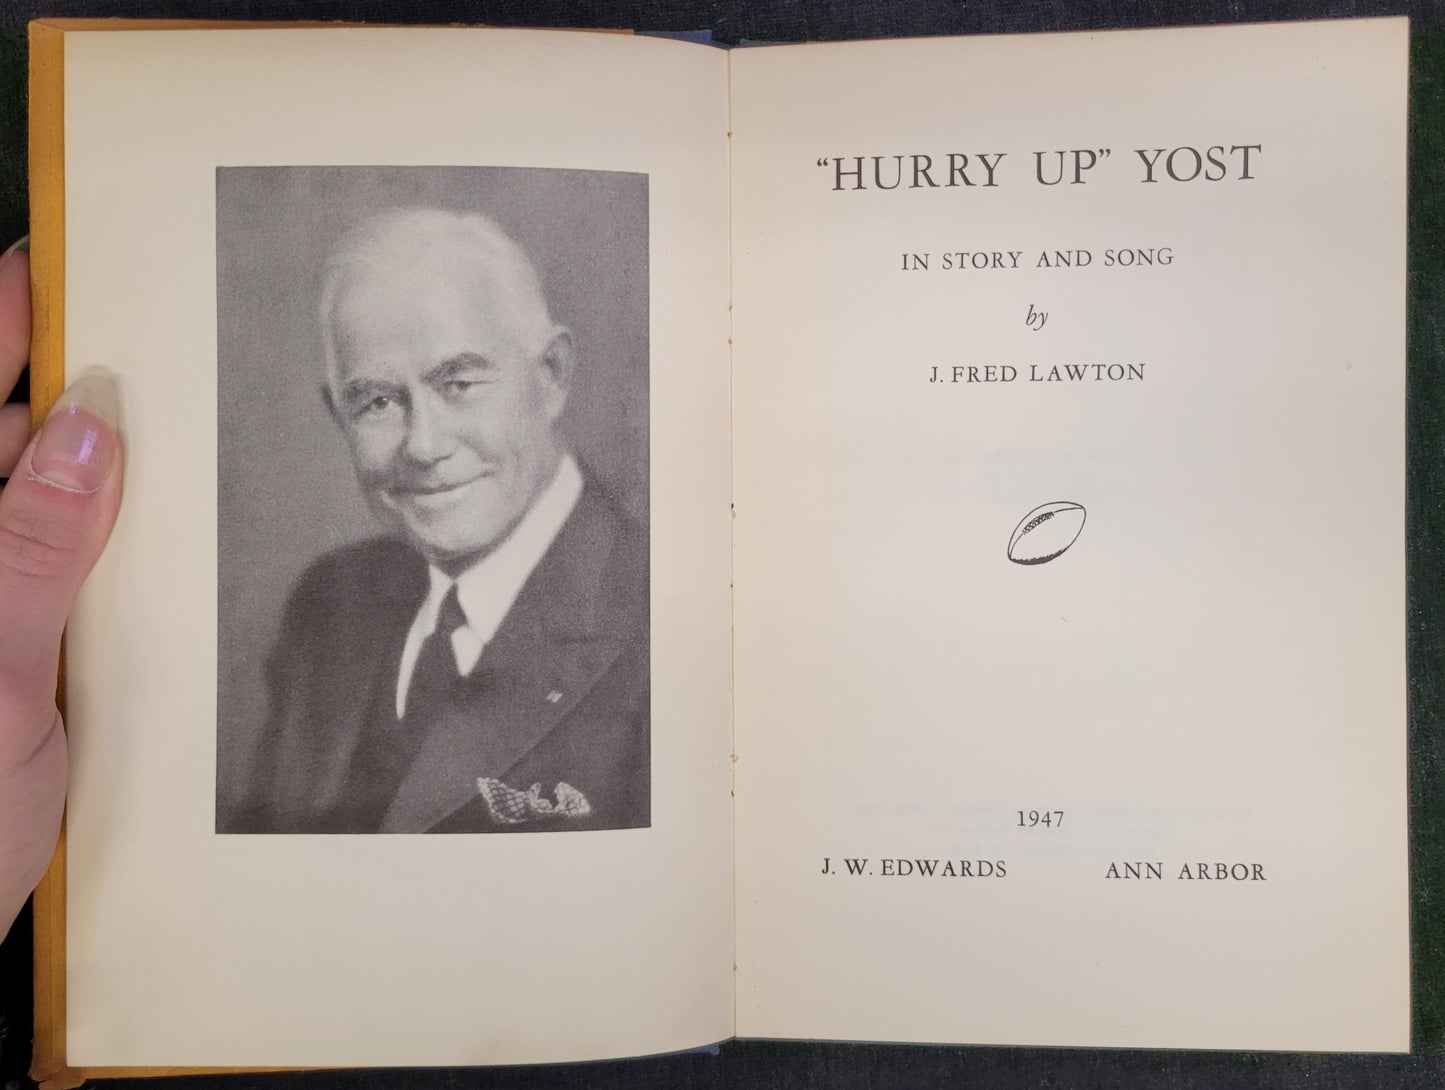 “HURRY UP” YOST
IN STORY AND SONG
by
J. FRED LAWTON
1947
J. W. EDWARDS ANN ARBOR